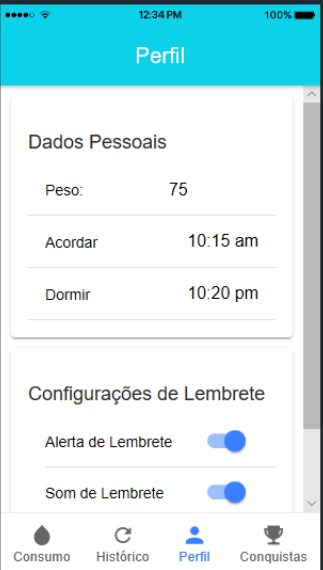 12:34 PM 100%
Perfil
Dados Pessoais
Peso: 75
Acordar 10:15 am
Dormir 10:20 pm
Configurações de Lembrete
Alerta de Lembrete
Som de Lembrete
Consumo Histórico Perfil Conquistas